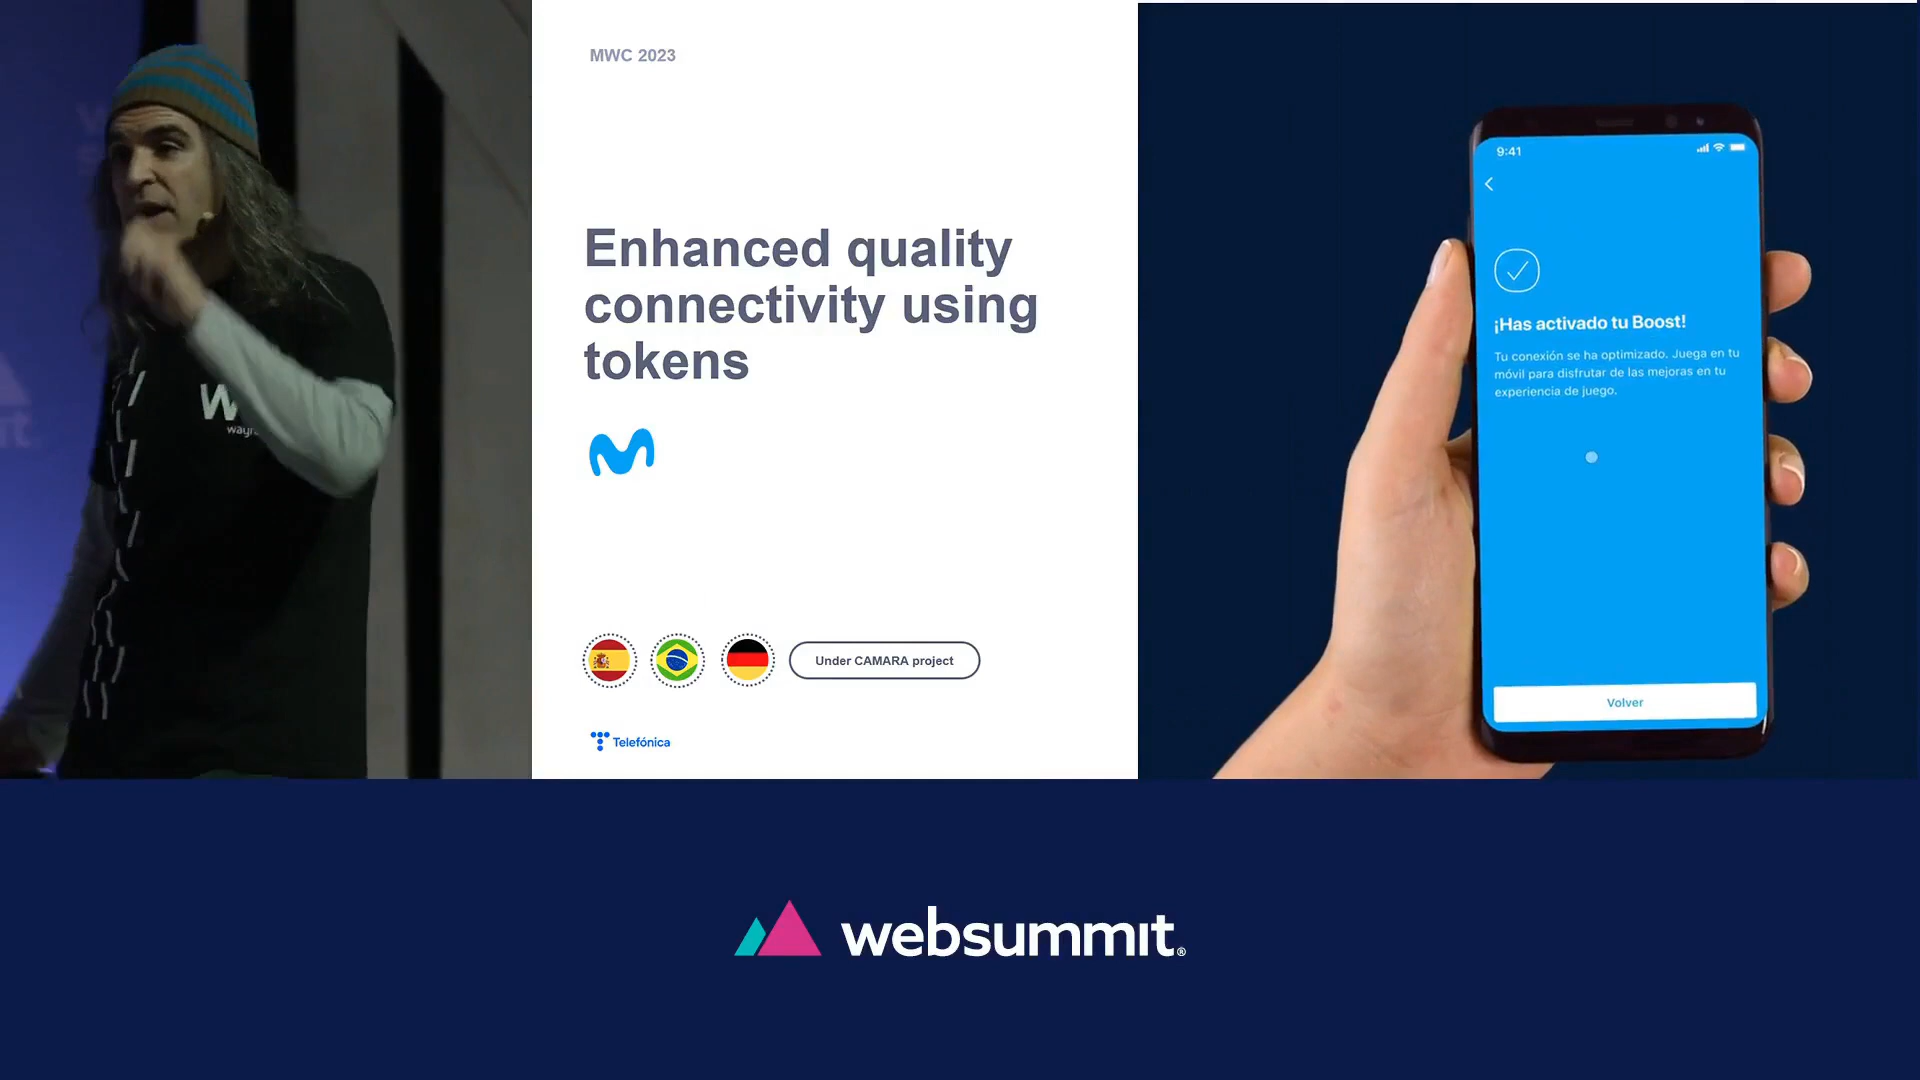 MWC 2023
Enhanced quality
connectivity using
tokens
Under CAMARA project
Telefónica
9:41
¡Has activado tu Boost!
Tu conexión se ha optimizado. Juega en tu
móvil para disfrutar de las mejoras en tu
experiencia de juego.
Volver
websummit®